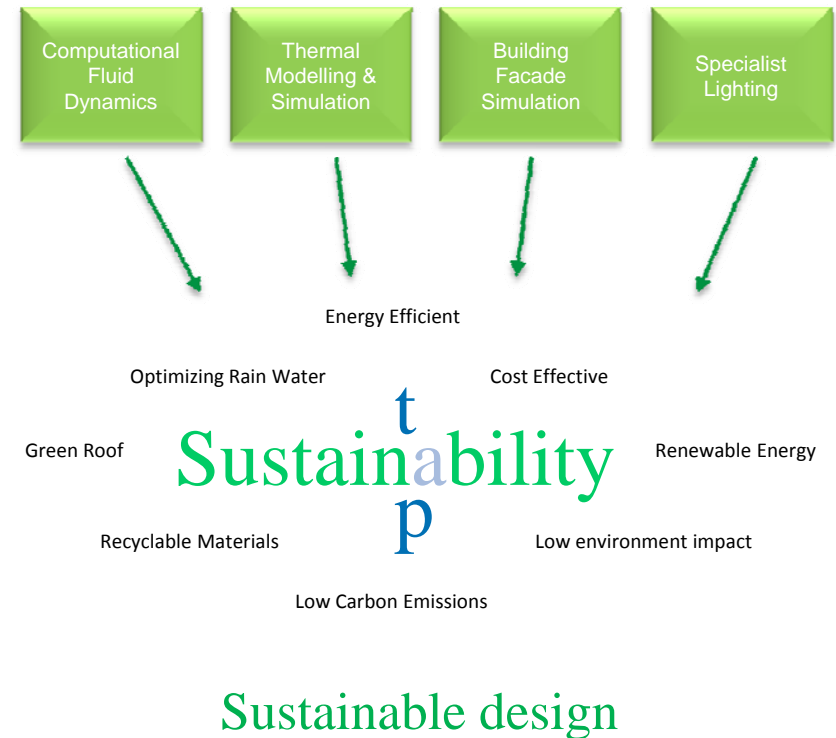 Computational
Fluid
Dynamics
Thermal
Modelling &
Simulation
Building
Facade
Simulation
Specialist
Lighting
Energy Efficient
Optimizing Rain Water
Cost Effective
t
Green Roof
Sustainability
Renewable Energy
p
Recyclable Materials
Low environment impact
Low Carbon Emissions
Sustainable design